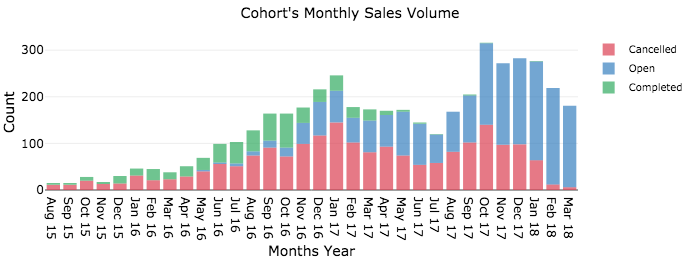 Cohort's Monthly Sales Volume
Cancelled
Open
Completed
Count
300
200
100
0
Aug 15
Sep 15
Oct 15
Nov 15
Dec 15
Jan 16
Feb 16
Mar 16
Apr 16
May 16
Jun 16
Jul 16
Aug 16
Sep 16
Oct 16
Nov 16
Dec 16
Jan 17
Feb 17
Mar 17
Apr 17
May 17
Jun 17
Jul 17
Aug 17
Sep 17
Oct 17
Nov 17
Dec 17
Jan 18
Feb 18
Mar 18
Months Year